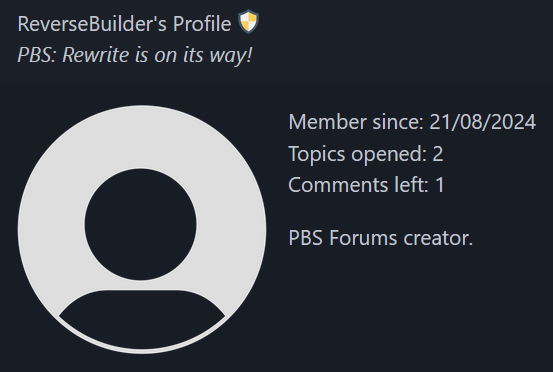 ReverseBuilder's Profile
PBS: Rewrite is on its way!
Member since: 21/08/2024
Topics opened: 2
Comments left: 1
PBS Forums creator.